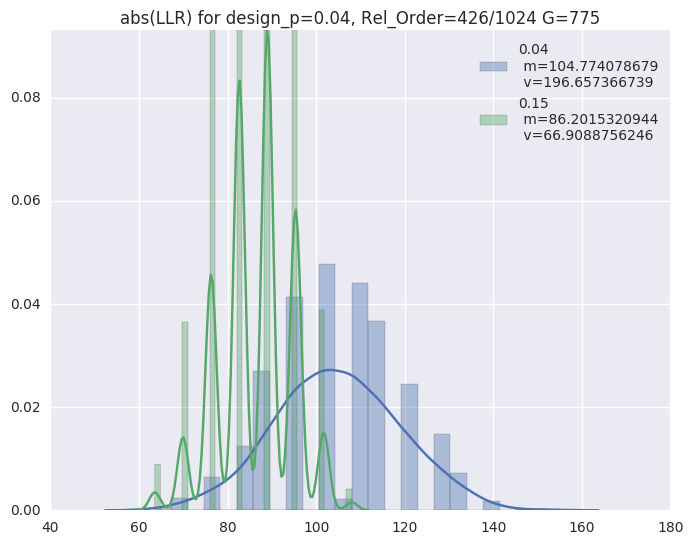 abs(LLR) for design_p=0.04, Rel_Order=426/1024 G=775
0.04
m=104.774078679
v=196.657366739
0.15
m=86.2015320944
v=66.9088756246
0.08
0.06
0.04
0.02
0.00
40 60 80 100 120 140 160 180